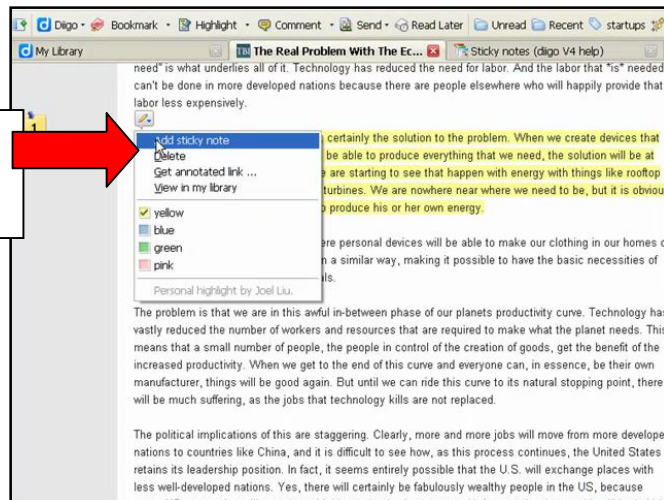 Diigo Bookmark Highlight Comment Send Read Later Unread Recent startups
My Library The Real Problem With The Ec... Sticky notes (diigo V4 help)
need" is what underlies all of it. Technology has reduced the need for labor. And the labor that *is* needed
can't be done in more developed nations because there are people elsewhere who will happily provide that
labor less expensively.
1
Add sticky note
Delete
Get annotated link ...
View in my library
yellow
blue
green
pink
Personal highlight by Joel Liu.
certainly the solution to the problem. When we create devices that
be able to produce everything that we need, the solution will be at
are starting to see that happen with energy with things like rooftop
turbines. We are nowhere near where we need to be, but it is obviou
produce his or her own energy.
ere personal devices will be able to make our clothing in our homes o
n a similar way, making it possible to have the basic necessities of
ls.
The problem is that we are in this awful in-between phase of our planets productivity curve. Technology has
vastly reduced the number of workers and resources that are required to make what the planet needs. This
means that a small number of people, the people in control of the creation of goods, get the benefit of the
increased productivity. When we get to the end of this curve and everyone can, in essence, be their own
manufacturer, things will be good again. But until we can ride this curve to its natural stopping point, there
will be much suffering, as the jobs that technology kills are not replaced.
The political implications of this are staggering. Clearly, more and more jobs will move from more develope
nations to countries like China, and it is difficult to see how, as this process continues, the United States
retains its leadership position. In fact, it seems entirely possible that the U.S. will exchange places with
less well-developed nations. Yes, there will certainly be fabulously wealthy people in the US, because